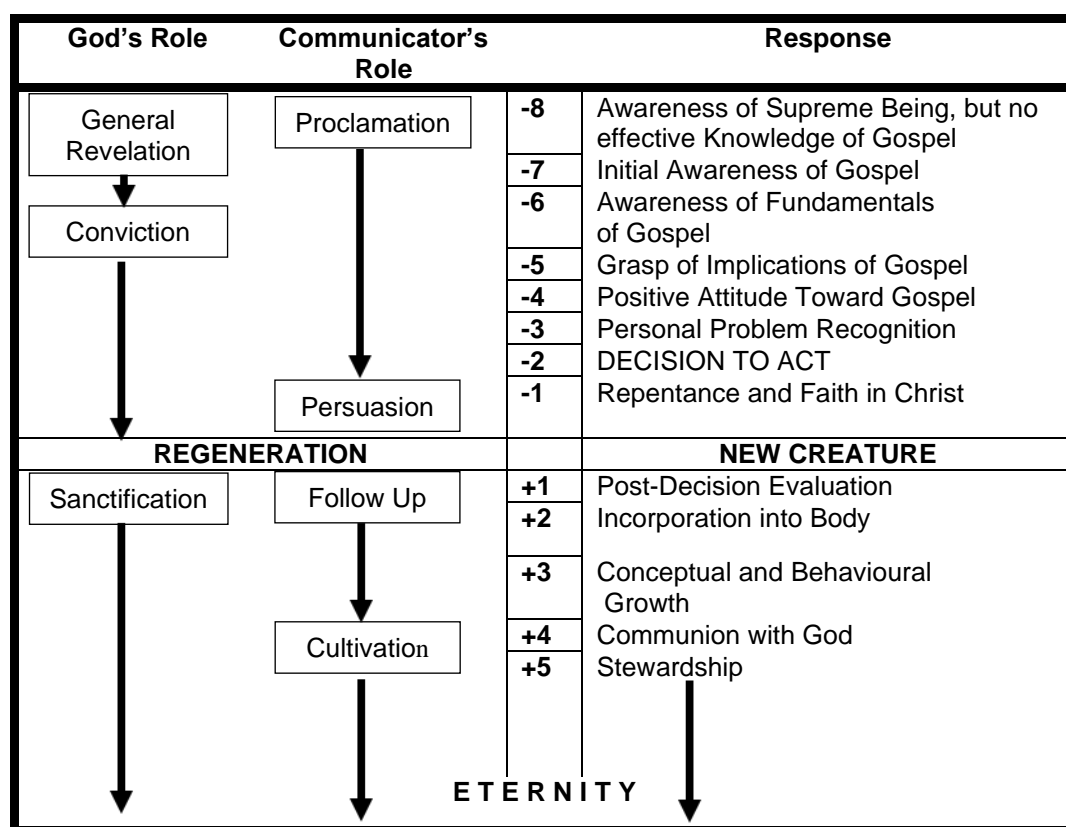 God’s Role Communicator’s Response
Role
General
Revelation
Proclamation
Conviction
Persuasion
-8 Awareness of Supreme Being, but no
effective Knowledge of Gospel
-7 Initial Awareness of Gospel
-6 Awareness of Fundamentals
of Gospel
-5 Grasp of Implications of Gospel
-4 Positive Attitude Toward Gospel
-3 Personal Problem Recognition
-2 DECISION TO ACT
-1 Repentance and Faith in Christ
REGENERATION NEW CREATURE
Sanctification
Follow Up
Cultivation
+1 Post-Decision Evaluation
+2 Incorporation into Body
+3 Conceptual and Behavioural
Growth
+4 Communion with God
+5 Stewardship
E T E R N I T Y